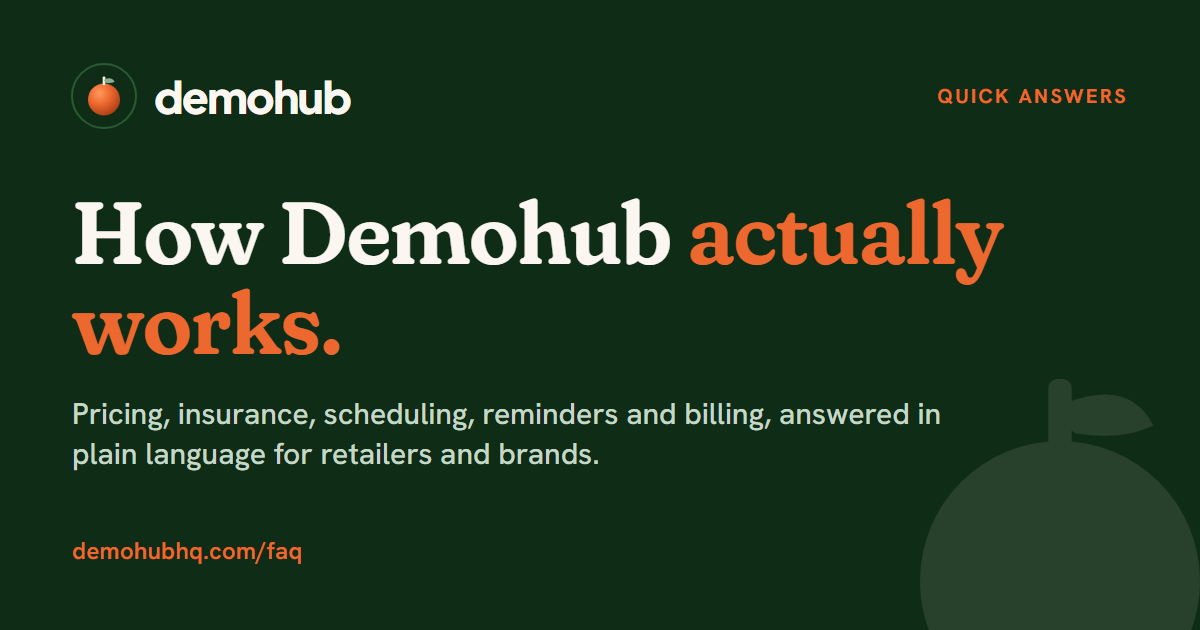 demohub
QUICK ANSWERS
How Demohub actually
works.
Pricing, insurance, scheduling, reminders and billing, answered in
plain language for retailers and brands.
demohubhq.com/faq